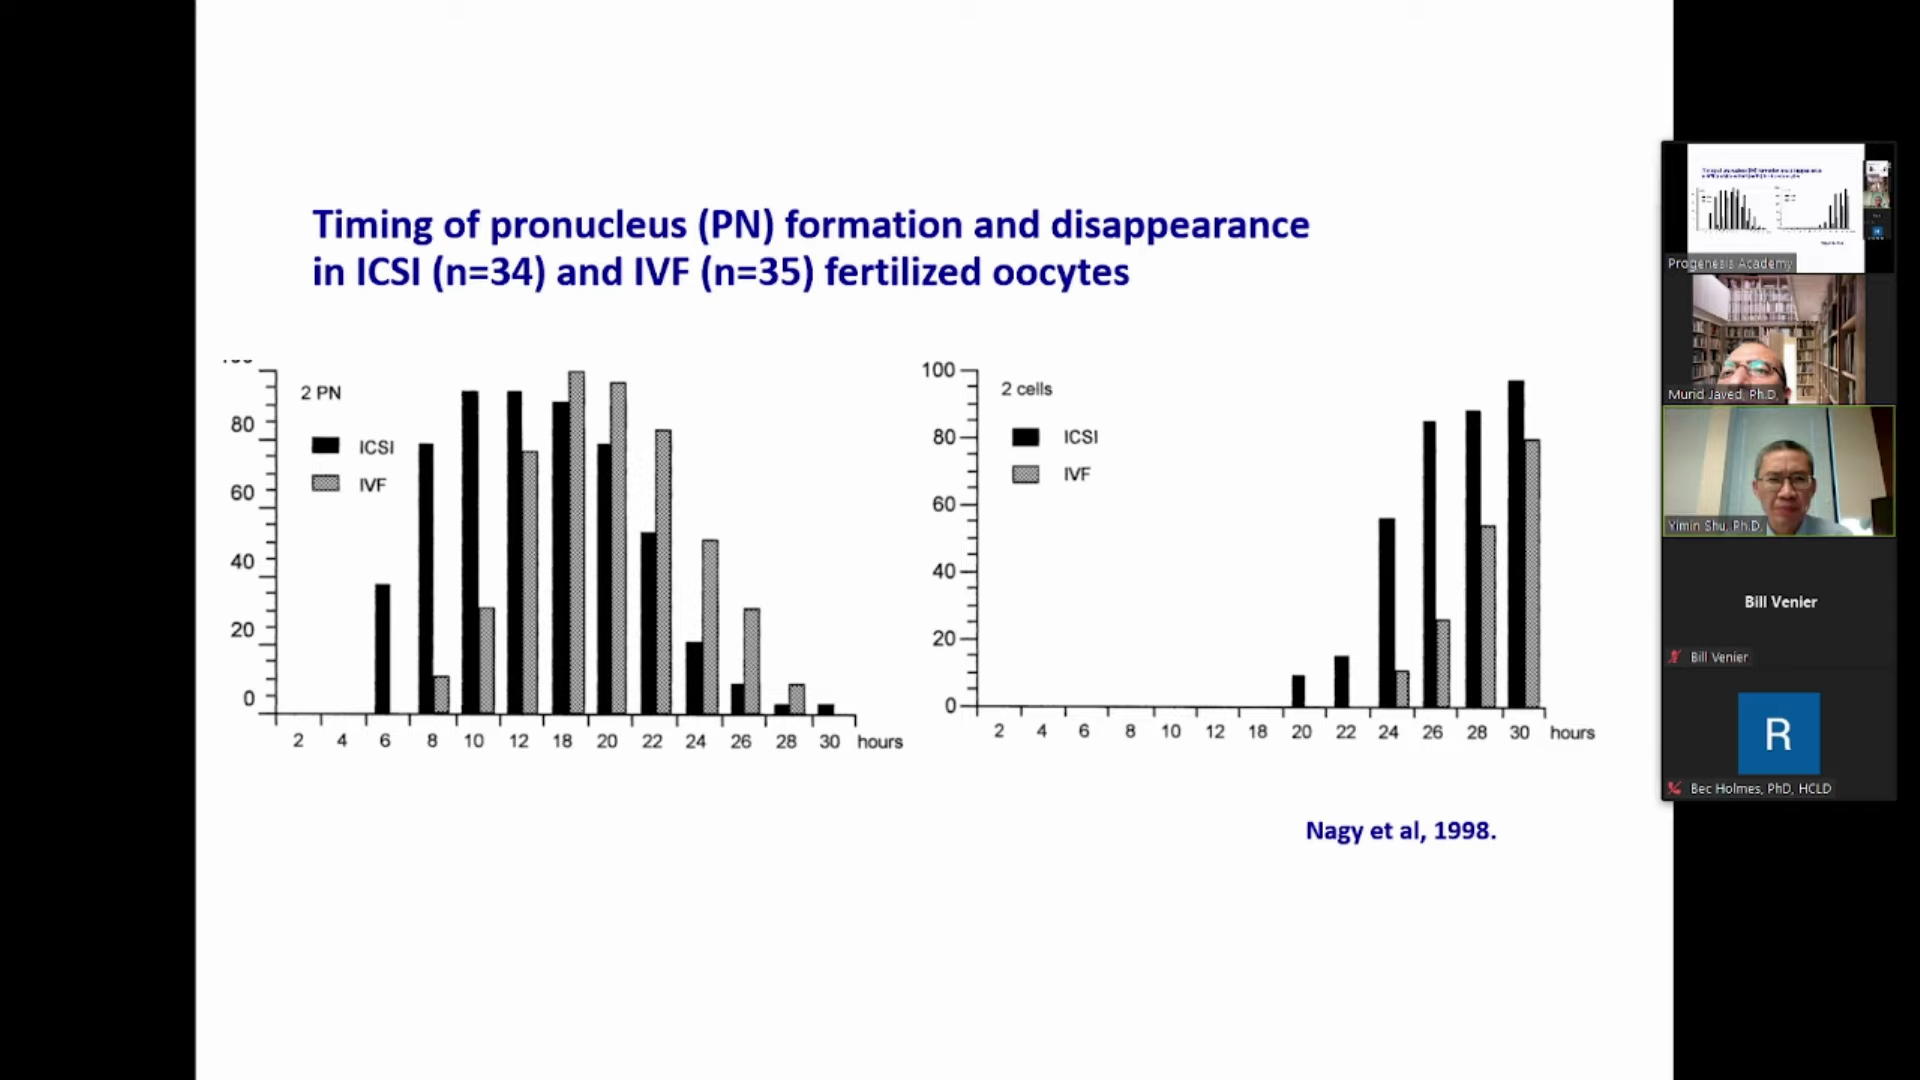 Timing of pronucleus (PN) formation and disappearance
in ICSI (n=34) and IVF (n=35) fertilized oocytes
2 PN
ICSI
IVF
80
60
40
20
0
2 4 6 8 10 12 18 20 22 24 26 28 30 hours
100
2 cells
ICSI
IVF
80
60
40
20
0
2 4 6 8 10 12 18 20 22 24 26 28 30 hours
Nagy et al, 1998.
Progenesis Academy
Murid Javed, Ph.D.
Yimin Shu, Ph.D.
Bill Venier
Bill Venier
R
Bec Holmes, PhD, HCLD